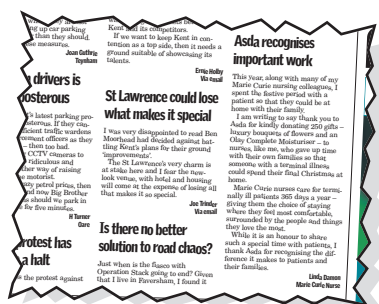 ng up car parking
than they should.
se measures.
Joan Guthrie
Teynham
g drivers is
posterous
t's latest parking pro-
sterous. If they can-
ficient traffic wardens
cement officers as they
– then too bad.
CCTV cameras to
ridiculous and
ther way of raising
e motorist.
ay petrol prices, then
nd now Big Brother
s should we park in
for five minutes.
H Turner
Oare
rotest has
a halt
s the protest against
Kent and its competitors.
If we want to keep Kent in con-
tention as a top side, then it needs a
ground suitable of showcasing its
talents.
Ernie Holby
Via email
St Lawrence could lose
what makes it special
I was very disappointed to read Ben
Moorhead had decided against bat-
tling Kent's plans for their ground
'improvements'.
The St Lawrence's very charm is
at stake here and I fear the new-
look venue, with hotel and housing
will come at the expense of losing all
that makes it so special.
Joe Trinder
Via email
Is there no better
solution to road chaos?
Just when is the fiasco with
Operation Stack going to end? Given
that I live in Faversham, I found it
Asda recognises
important work
This year, along with many of my
Marie Curie nursing colleagues, I
spent the festive period with a
patient so that they could be at
home with their family.
I am writing to say thank you to
Asda for kindly donating 250 gifts –
luxury bouquets of flowers and an
Olay Complete Moisturiser – to
nurses, like me, who gave up time
with their own families so that
someone with a terminal illness
could spend their final Christmas at
home.
Marie Curie nurses care for termi-
nally ill patients 365 days a year –
giving them the choice of staying
where they feel most comfortable,
surrounded by the people and things
they love the most.
While it is an honour to share
such a special time with patients, I
thank Asda for recognising the dif-
ference it makes to patients and
their families.
Linda Damon
Marie Curie Nurse